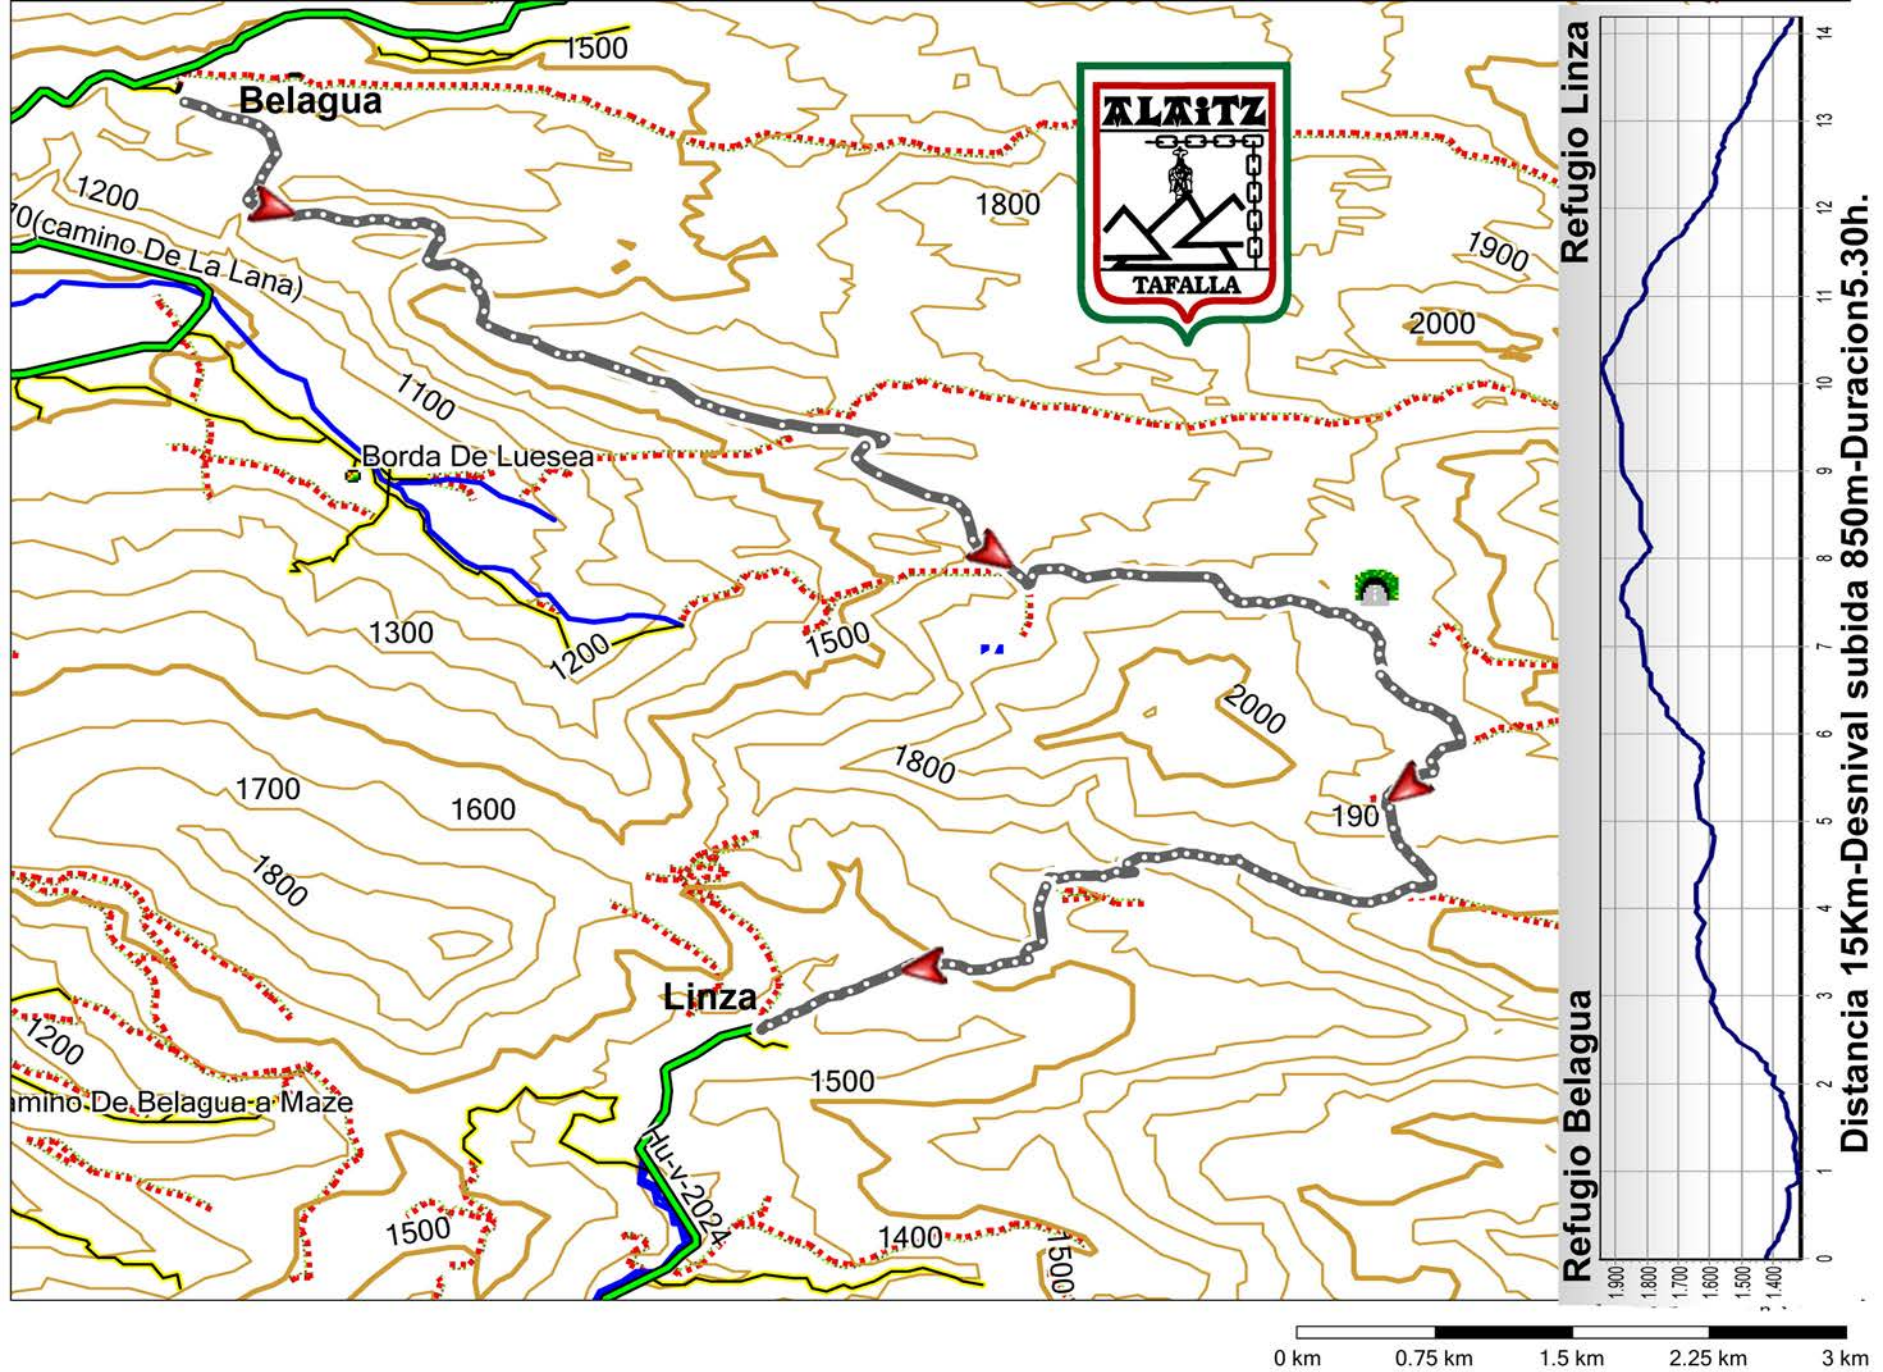 1500
Belagua
ALAiTZ
TAFALLA
1200
1800
1900
70(camino De La Lana)
2000
1100
Borda De Luesea
1300
1200
1500
2000
1800
1700
1600
190
1800
Linza
1200
1500
amino De Belagua-a Maze
Hu-v-2024
1500
1400
1500
Refugio Linza
Refugio Belagua
14
13
12
11
10
9
8
7
6
5
4
3
2
1
0
1.900
1.800
1.700
1.600
1.500
1.400
Distancia 15Km-Desnival subida 850m-Duracion5.30h.
0 km
0.75 km
1.5 km
2.25 km
3 km